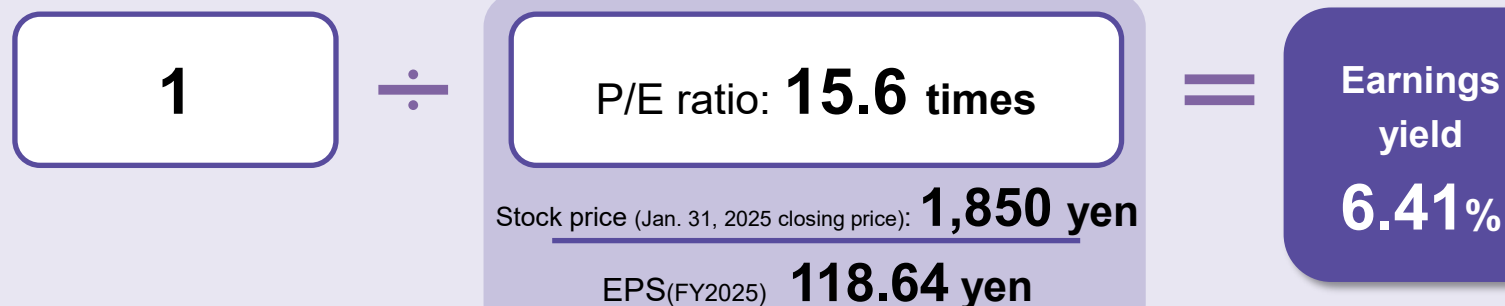 1
÷
P/E ratio: 15.6 times
Stock price (Jan. 31, 2025 closing price): 1,850 yen
EPS(FY2025) 118.64 yen
=
Earnings
yield
6.41%